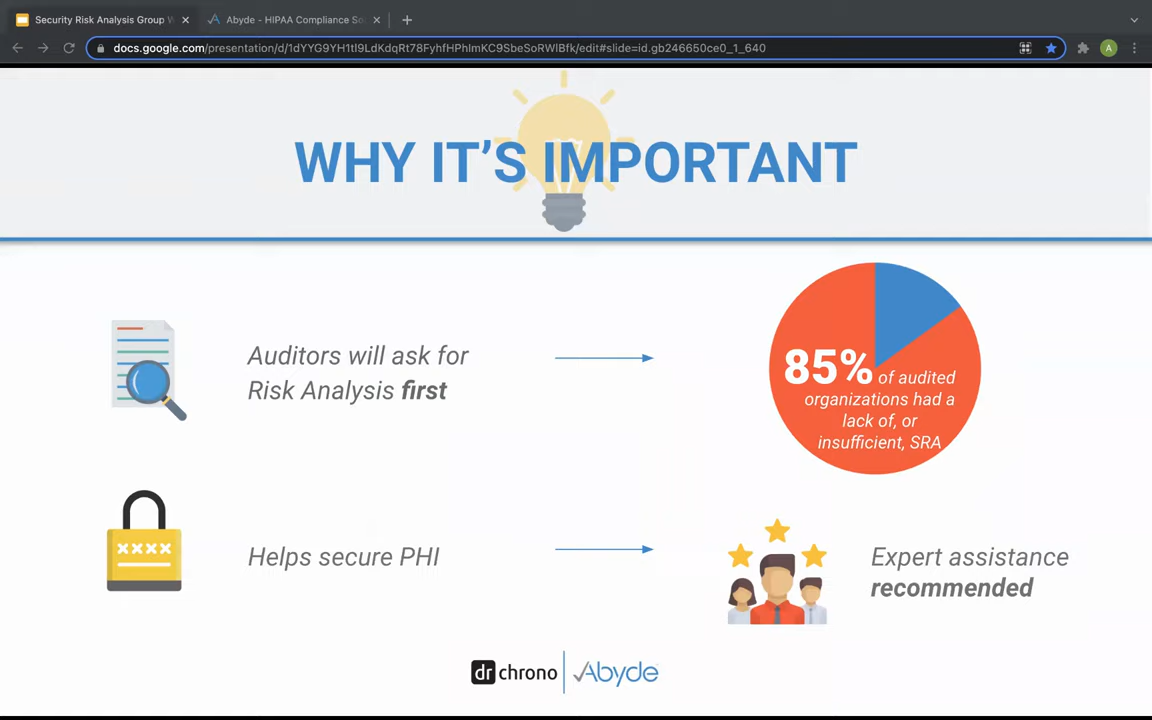 Security Risk Analysis Group W
Abyde - HIPAA Compliance So
docs.google.com/presentation/d/1dYYG9YH1tl9LdKdqRt78FyhfHPhImKC9SbeSoRWlBfk/edit#slide=id.gb246650ce0_1_640
A
WHY IT'S IMPORTANT
Auditors will ask for
Risk Analysis first
85% of audited
organizations had a
lack of, or
insufficient, SRA
Helps secure PHI
Expert assistance
recommended
dr chrono
Abyde